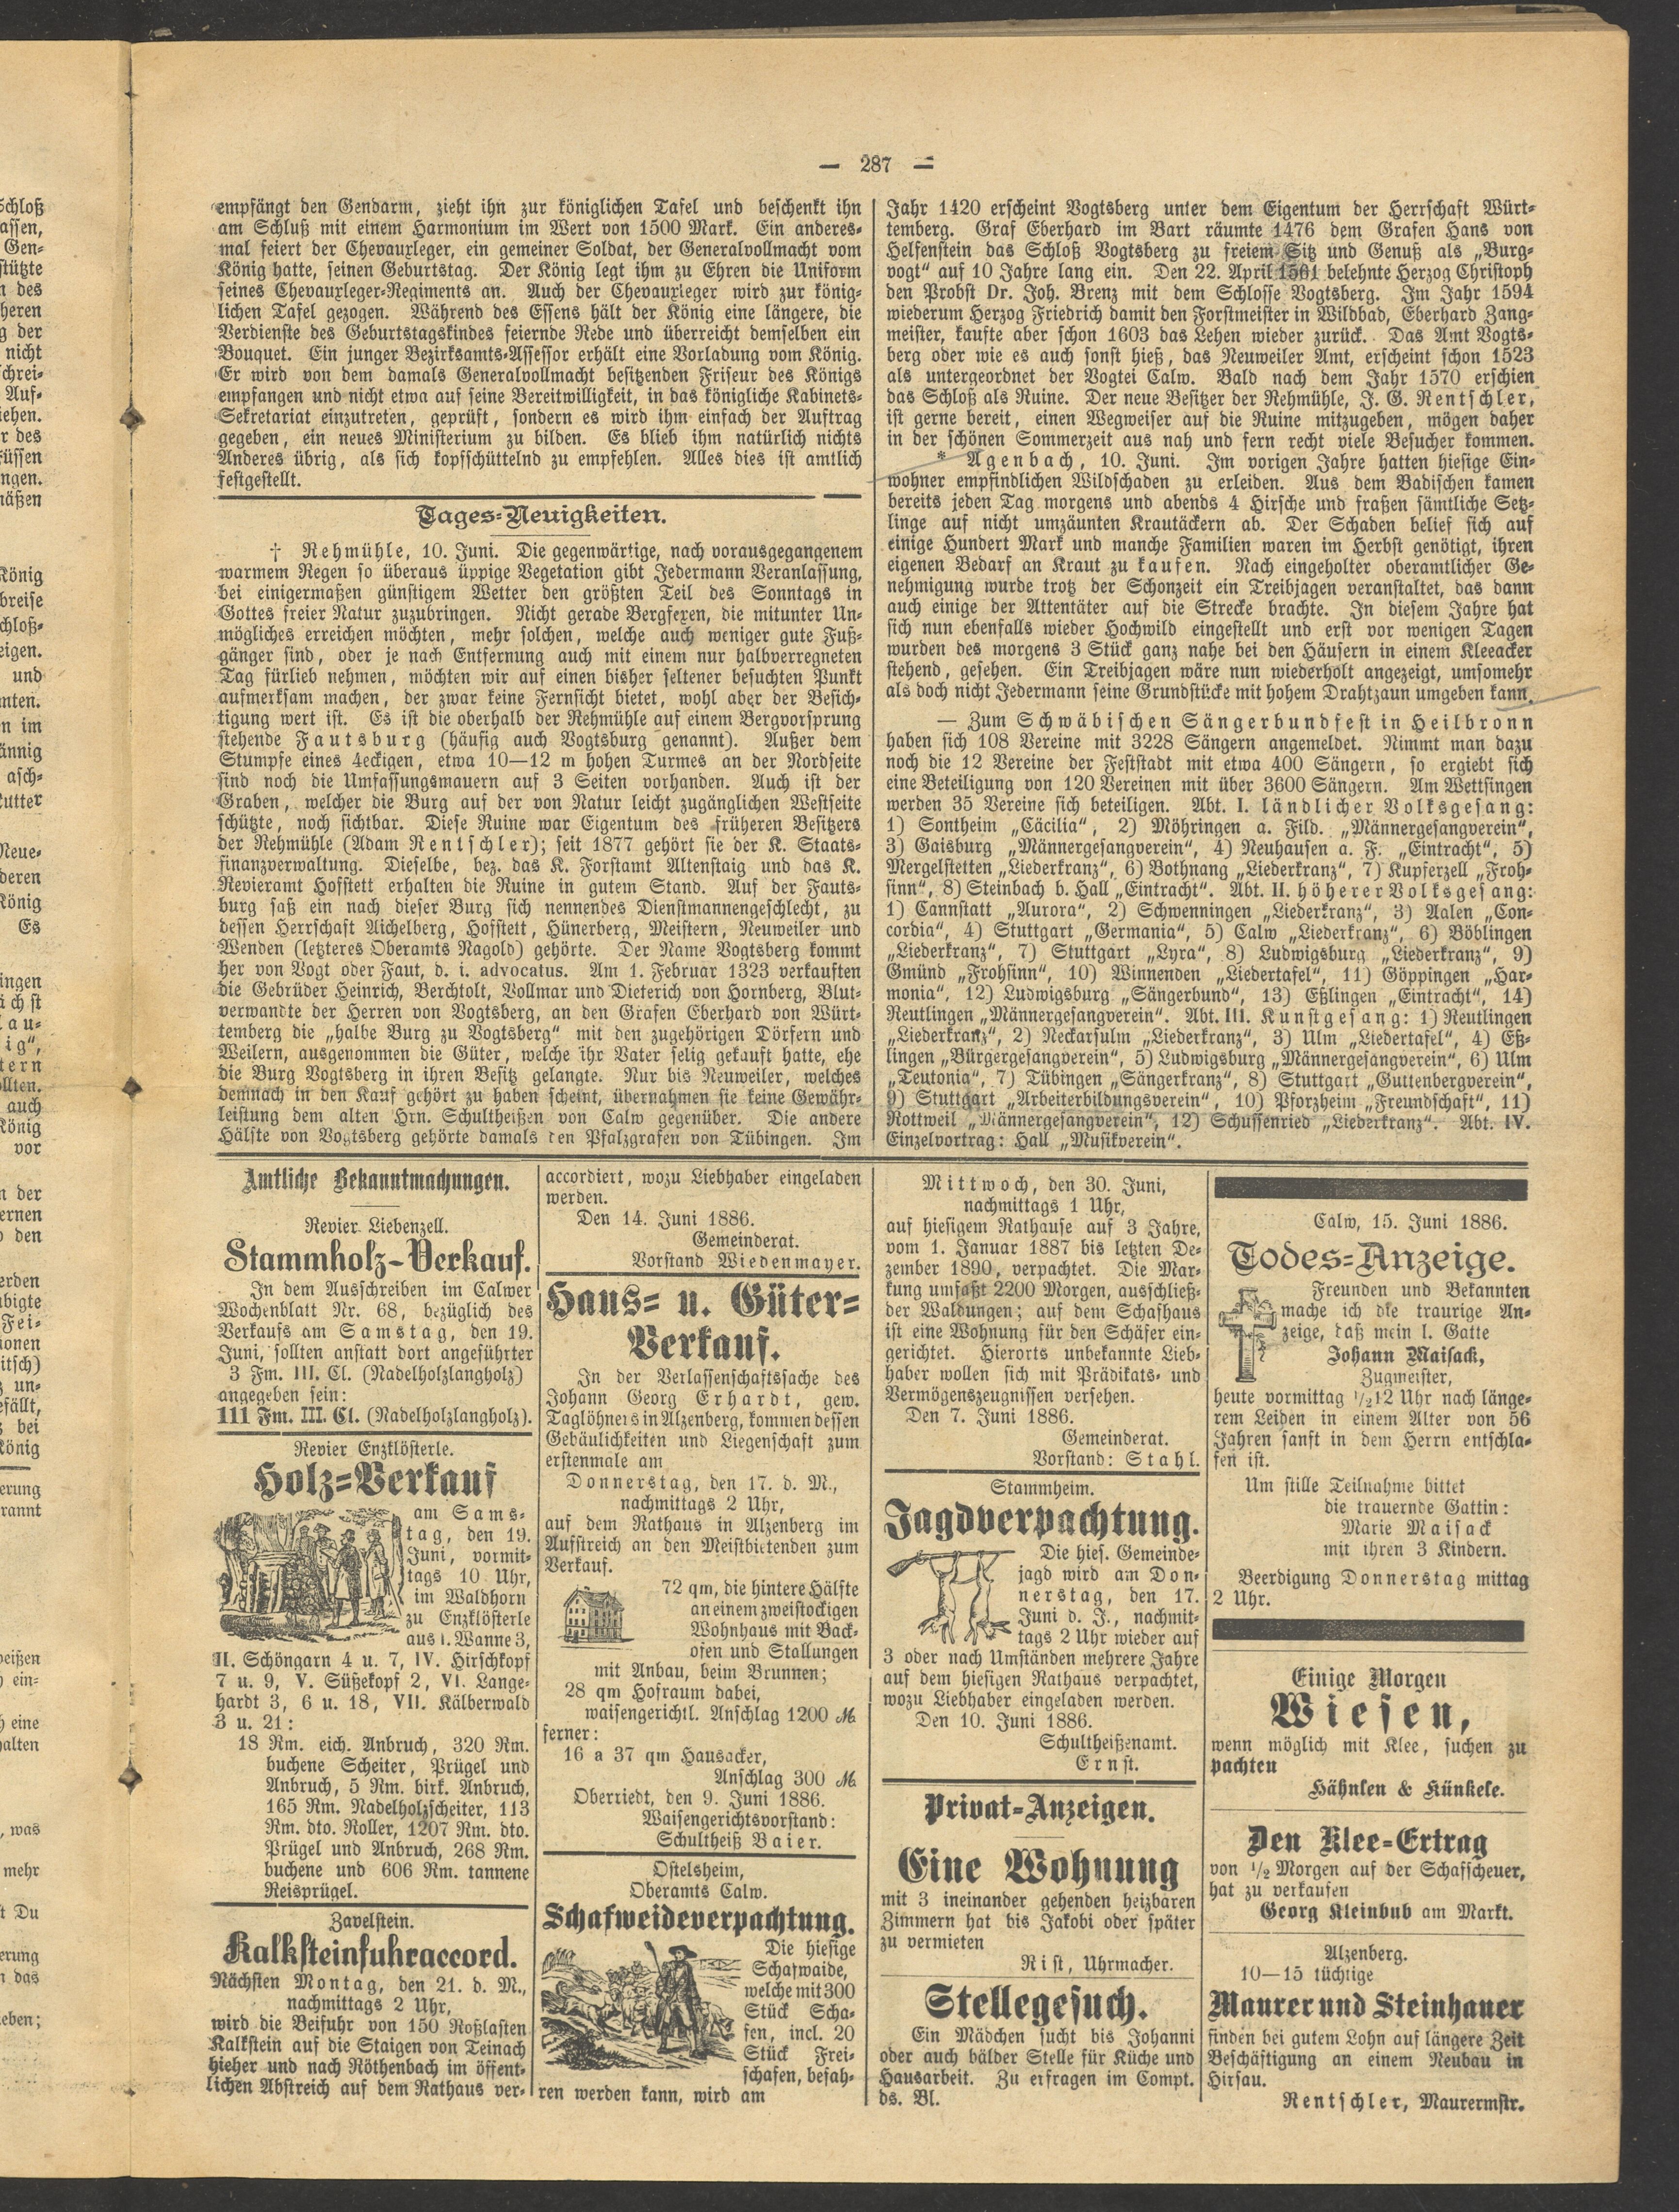 — 287 —
empfängt den Gendarm, zieht ihn zur königlichen Tafel und beschenkt ihn
am Schluß mit einem Harmonium im Wert von 1500 Mark. Ein anderes-
mal feiert der Chevauxleger, ein gemeiner Soldat, der Generalvollmacht vom
König hatte, seinen Geburtstag. Der König legt ihm zu Ehren die Uniform
seines Chevauxleger-Regiments an. Auch der Chevauxleger wird zur könig-
lichen Tafel gezogen. Während des Essens hält der König eine längere, die
Verdienste des Geburtstagskindes feiernde Rede und überreicht demselben ein
Bouquet. Ein junger Bezirksamts-Assessor erhält eine Vorladung vom König.
Er wird von dem damals Generalvollmacht besitzenden Friseur des Königs
empfangen und nicht etwa auf seine Bereitwilligkeit, in das königliche Kabinets-
Sekretariat einzutreten, geprüft, sondern es wird ihm einfach der Auftrag
gegeben, ein neues Ministerium zu bilden. Es blieb ihm natürlich nichts
Anderes übrig, als sich kopfschüttelnd zu empfehlen. Alles dies ist amtlich
festgestellt.
Tages-Neuigkeiten.
† Rehmühle, 10. Juni. Die gegenwärtige, nach vorausgegangenem
warmem Regen so überaus üppige Vegetation gibt Jedermann Veranlassung,
bei einigermaßen günstigem Wetter den größten Teil des Sonntags in
Gottes freier Natur zuzubringen. Nicht gerade Bergfexen, die mitunter Un-
mögliches erreichen möchten, mehr solchen, welche auch weniger gute Fuß-
gänger sind, oder je nach Entfernung auch mit einem nur halbverregneten
Tag fürlieb nehmen, möchten wir auf einen bisher seltener besuchten Punkt
aufmerksam machen, der zwar keine Fernsicht bietet, wohl aber der Besich-
tigung wert ist. Es ist die oberhalb der Rehmühle auf einem Bergvorsprung
stehende Fautsburg (häufig auch Vogtsburg genannt). Außer dem
Stumpfe eines 4eckigen, etwa 10—12 m hohen Turmes an der Nordseite
sind noch die Umfassungsmauern auf 3 Seiten vorhanden. Auch ist der
Graben, welcher die Burg auf der von Natur leicht zugänglichen Westseite
schützte, noch sichtbar. Diese Ruine war Eigentum des früheren Besitzers
der Rehmühle (Adam Rentschler); seit 1877 gehört sie der K. Staats-
finanzverwaltung. Dieselbe, bez. das K. Forstamt Altenstaig und das K.
Revieramt Hofstett erhalten die Ruine in gutem Stand. Auf der Fauts-
burg saß ein nach dieser Burg sich nennendes Dienstmannengeschlecht, zu
dessen Herrschaft Aichelberg, Hofstett, Hünerberg, Meistern, Neuweiler und
Wenden (letzteres Oberamts Nagold) gehörte. Der Name Vogtsberg kommt
her von Vogt oder Faut, d. i. advocatus. Am 1. Februar 1323 verkauften
die Gebrüder Heinrich, Berchtolt, Vollmar und Dieterich von Hornberg, Blut-
verwandte der Herren von Vogtsberg, an den Grafen Eberhard von Würt-
temberg die „halbe Burg zu Vogtsberg“ mit den zugehörigen Dörfern und
Weilern, ausgenommen die Güter, welche ihr Vater selig gekauft hatte, ehe
die Burg Vogtsberg in ihren Besitz gelangte. Nur bis Neuweiler, welches
demnach in den Kauf gehört zu haben scheint, übernahmen sie keine Gewähr-
leistung dem alten Hrn. Schultheißen von Calw gegenüber. Die andere
Hälfte von Vogtsberg gehörte damals den Pfalzgrafen von Tübingen. Im
Jahr 1420 erscheint Vogtsberg unter dem Eigentum der Herrschaft Würt-
temberg. Graf Eberhard im Bart räumte 1476 dem Grafen Hans von
Helfenstein das Schloß Vogtsberg zu freiem Sitz und Genuß als „Burg-
vogt“ auf 10 Jahre lang ein. Den 22. April 1561 belehnte Herzog Christoph
den Probst Dr. Joh. Brenz mit dem Schlosse Vogtsberg. Im Jahr 1594
wiederum Herzog Friedrich damit den Forstmeister in Wildbad, Eberhard Zang-
meister, kaufte aber schon 1603 das Lehen wieder zurück. Das Amt Vogts-
berg oder wie es auch sonst hieß, das Neuweiler Amt, erscheint schon 1523
als untergeordnet der Vogtei Calw. Bald nach dem Jahr 1570 erschien
das Schloß als Ruine. Der neue Besitzer der Rehmühle, J. G. Rentschler,
ist gerne bereit, einen Wegweiser auf die Ruine mitzugeben, mögen daher
in der schönen Sommerzeit aus nah und fern recht viele Besucher kommen.
* Agenbach, 10. Juni. Im vorigen Jahre hatten hiesige Ein-
wohner empfindlichen Wildschaden zu erleiden. Aus dem Badischen kamen
bereits jeden Tag morgens und abends 4 Hirsche und fraßen sämtliche Setz-
linge auf nicht umzäunten Krautäckern ab. Der Schaden belief sich auf
einige Hundert Mark und manche Familien waren im Herbst genötigt, ihren
eigenen Bedarf an Kraut zu kaufen. Nach eingeholter oberamtlicher Ge-
nehmigung wurde trotz der Schonzeit ein Treibjagen veranstaltet, das dann
auch einige der Attentäter auf die Strecke brachte. In diesem Jahre hat
sich nun ebenfalls wieder Hochwild eingestellt und erst vor wenigen Tagen
wurden des morgens 3 Stück ganz nahe bei den Häusern in einem Kleeacker
stehend, gesehen. Ein Treibjagen wäre nun wiederholt angezeigt, umsomehr
als doch nicht Jedermann seine Grundstücke mit hohem Drahtzaun umgeben kann.
— Zum Schwäbischen Sängerbundfest in Heilbronn
haben sich 108 Vereine mit 3228 Sängern angemeldet. Nimmt man dazu
noch die 12 Vereine der Feststadt mit etwa 400 Sängern, so ergiebt sich
eine Beteiligung von 120 Vereinen mit über 3600 Sängern. Am Wettsingen
werden 35 Vereine sich beteiligen. Abt. I. ländlicher Volksgesang:
1) Sontheim „Cäcilia“, 2) Möhringen a. Fild. „Männergesangverein“,
3) Gaisburg „Männergesangverein“, 4) Neuhausen a. F. „Eintracht“, 5)
Mergelstetten „Liederkranz“, 6) Bothnang „Liederkranz“, 7) Kupferzell „Froh-
sinn“, 8) Steinbach b. Hall „Eintracht“. Abt. II. höherer Volksgesang:
1) Cannstatt „Aurora“, 2) Schwenningen „Liederkranz“, 3) Aalen „Con-
cordia“, 4) Stuttgart „Germania“, 5) Calw „Liederkranz“, 6) Böblingen
„Liederkranz“, 7) Stuttgart „Lyra“, 8) Ludwigsburg „Liederkranz“, 9)
Gmünd „Frohsinn“, 10) Winnenden „Liedertafel“, 11) Göppingen „Har-
monia“, 12) Ludwigsburg „Sängerbund“, 13) Eßlingen „Eintracht“, 14)
Reutlingen „Männergesangverein“. Abt. III. Kunstgesang: 1) Reutlingen
„Liederkranz“, 2) Neckarsulm „Liederkranz“, 3) Ulm „Liedertafel“, 4) Eß-
lingen „Bürgergesangverein“, 5) Ludwigsburg „Männergesangverein“, 6) Ulm
„Teutonia“, 7) Tübingen „Sängerkranz“, 8) Stuttgart „Guttenbergverein“,
9) Stuttgart „Arbeiterbildungsverein“, 10) Pforzheim „Freundschaft“, 11)
Rottweil „Männergesangverein“, 12) Schussenried „Liederkranz“. Abt. IV.
Einzelvortrag: Hall „Musikverein“.
Amtliche Bekanntmachungen.
Revier Liebenzell.
Stammholz-Verkauf.
In dem Ausschreiben im Calwer
Wochenblatt Nr. 68, bezüglich des
Verkaufs am Samstag, den 19.
Juni, sollten anstatt dort angeführter
3 Fm. III. Cl. (Nadelholzlangholz)
angegeben sein:
111 Fm. III. Cl. (Nadelholzlangholz).
Revier Enzklösterle.
Holz-Verkauf
am Sams-
tag, den 19.
Juni, vormit-
tags 10 Uhr,
im Waldhorn
zu Enzklösterle
aus I. Wanne 3,
II. Schöngarn 4 u. 7, IV. Hirschkopf
7 u. 9, V. Süßekopf 2, VI. Lange-
hardt 3, 6 u. 18, VII. Kälberwald
3 u. 21:
18 Rm. eich. Anbruch, 320 Rm.
buchene Scheiter, Prügel und
Anbruch, 5 Rm. birk. Anbruch,
165 Rm. Nadelholzscheiter, 113
Rm. dto. Roller, 1207 Rm. dto.
Prügel und Anbruch, 268 Rm.
buchene und 606 Rm. tannene
Reisprügel.
Zavelstein.
Kalksteinfuhraccord.
Nächsten Montag, den 21. d. M.,
nachmittags 2 Uhr,
wird die Beifuhr von 150 Roßlasten
Kalkstein auf die Staigen von Teinach
hieher und nach Röthenbach im öffent-
lichen Abstreich auf dem Rathaus ver-
accordiert, wozu Liebhaber eingeladen
werden.
Den 14. Juni 1886.
Gemeinderat.
Vorstand Wiedenmayer.
Haus- u. Güter-
Verkauf.
In der Verlassenschaftssache des
Johann Georg Erhardt, gew.
Taglöhners in Alzenberg, kommen dessen
Gebäulichkeiten und Liegenschaft zum
erstenmale am
Donnerstag, den 17. d. M.,
nachmittags 2 Uhr,
auf dem Rathaus in Alzenberg im
Aufstreich an den Meistbietenden zum
Verkauf.
72 qm, die hintere Hälfte
an einem zweistockigen
Wohnhaus mit Back-
ofen und Stallungen
mit Anbau, beim Brunnen;
28 qm Hofraum dabei,
waisengerichtl. Anschlag 1200 M.
ferner:
16 a 37 qm Hausacker,
Anschlag 300 M.
Oberriedt, den 9. Juni 1886.
Waisengerichtsvorstand:
Schultheiß Baier.
Ostelsheim,
Oberamts Calw.
Schafweideverpachtung.
Die hiesige
Schafwaide,
welche mit 300
Stück Scha-
fen, incl. 20
Stück Frei-
schafen, befah-
ren werden kann, wird am
Mittwoch, den 30. Juni,
nachmittags 1 Uhr,
auf hiesigem Rathause auf 3 Jahre,
vom 1. Januar 1887 bis letzten De-
zember 1890, verpachtet. Die Mar-
kung umfaßt 2200 Morgen, ausschließ-
der Waldungen; auf dem Schafhaus
ist eine Wohnung für den Schäfer ein-
gerichtet. Hierorts unbekannte Lieb-
haber wollen sich mit Prädikats- und
Vermögenszeugnissen versehen.
Den 7. Juni 1886.
Gemeinderat.
Vorstand: Stahl.
Stammheim.
Jagdverpachtung.
Die hies. Gemeinde-
jagd wird am Don-
nerstag, den 17.
Juni d. J., nachmit-
tags 2 Uhr wieder auf
3 oder nach Umständen mehrere Jahre
auf dem hiesigen Rathaus verpachtet,
wozu Liebhaber eingeladen werden.
Den 10. Juni 1886.
Schultheißenamt.
Ernst.
Privat-Anzeigen.
Eine Wohnung
mit 3 ineinander gehenden heizbaren
Zimmern hat bis Jakobi oder später
zu vermieten
Rist, Uhrmacher.
Stellegesuch.
Ein Mädchen sucht bis Johanni
oder auch bälder Stelle für Küche und
Hausarbeit. Zu erfragen im Compt.
ds. Bl.
Calw, 15. Juni 1886.
Todes-Anzeige.
Freunden und Bekannten
mache ich die traurige An-
zeige, daß mein l. Gatte
Johann Maisack,
Zugmeister,
heute vormittag ½12 Uhr nach länge-
rem Leiden in einem Alter von 56
Jahren sanft in dem Herrn entschla-
fen ist.
Um stille Teilnahme bittet
die trauernde Gattin:
Marie Maisack
mit ihren 3 Kindern.
Beerdigung Donnerstag mittag
2 Uhr.
Einige Morgen
Wiesen,
wenn möglich mit Klee, suchen zu
pachten
Hähnlen & Künkele.
Den Klee-Ertrag
von ½ Morgen auf der Schafscheuer,
hat zu verkaufen
Georg Kleinbub am Markt.
Alzenberg.
10—15 tüchtige
Maurer und Steinhauer
finden bei gutem Lohn auf längere Zeit
Beschäftigung an einem Neubau in
Hirsau.
Rentschler, Maurermstr.